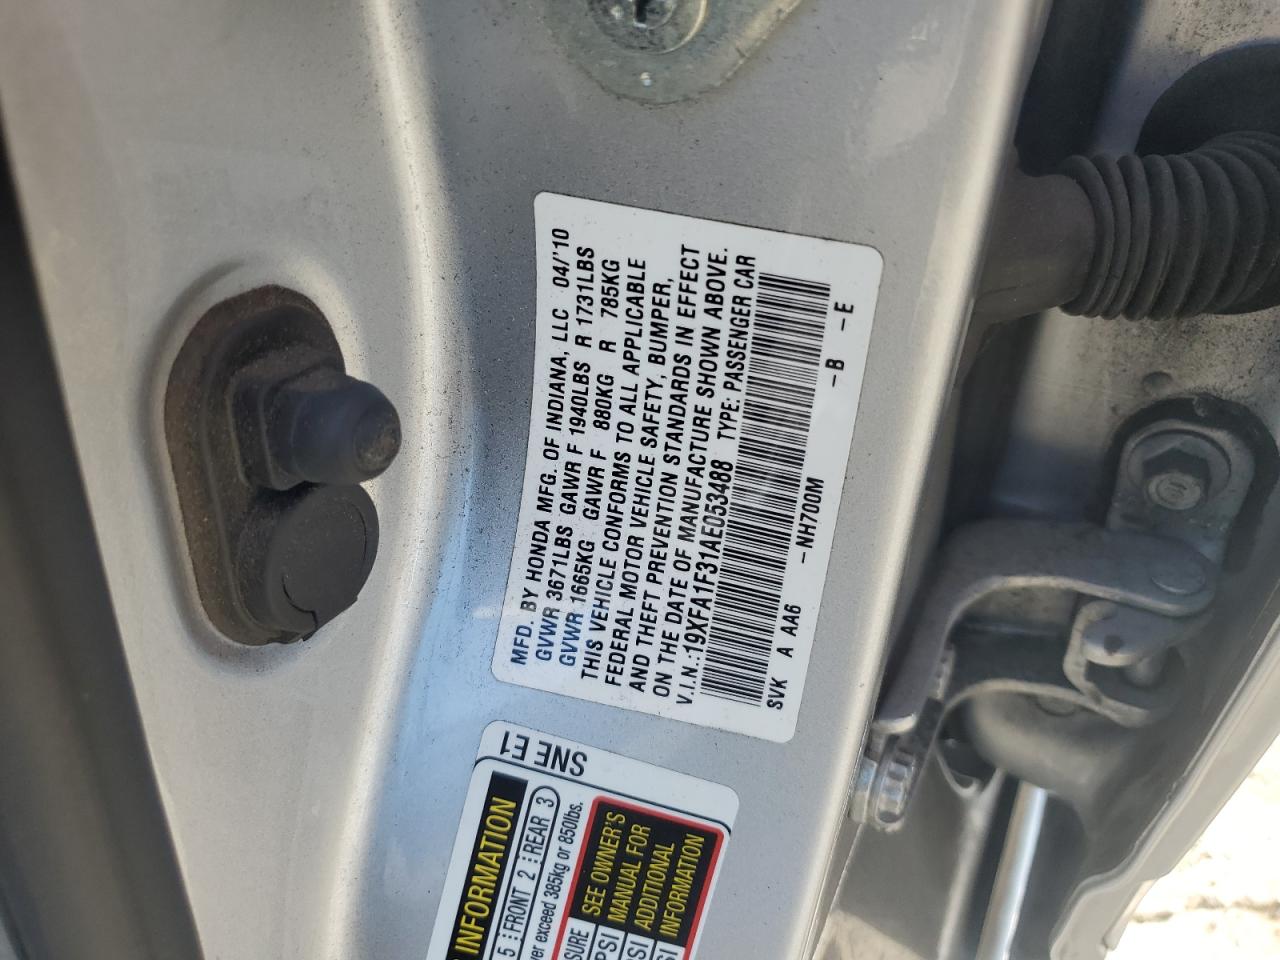 MFD. BY HONDA MFG. OF INDIANA, LLC 04/'10
GVWR 3671LBS GAWR F 1940LBS R 1731LBS
GVWR 1665KG GAWR F 880KG R 785KG
THIS VEHICLE CONFORMS TO ALL APPLICABLE
FEDERAL MOTOR VEHICLE SAFETY, BUMPER,
AND THEFT PREVENTION STANDARDS IN EFFECT
ON THE DATE OF MANUFACTURE SHOWN ABOVE.
V.I.N.:19XFA1F31AE053488 TYPE: PASSENGER CAR
SVK A AA6 -NH700M -B -E
SNE E1
INFORMATION
5 FRONT 2 REAR 3
exceed 385kg or 850lbs.
SEE OWNER'S
MANUAL FOR
ADDITIONAL
INFORMATION